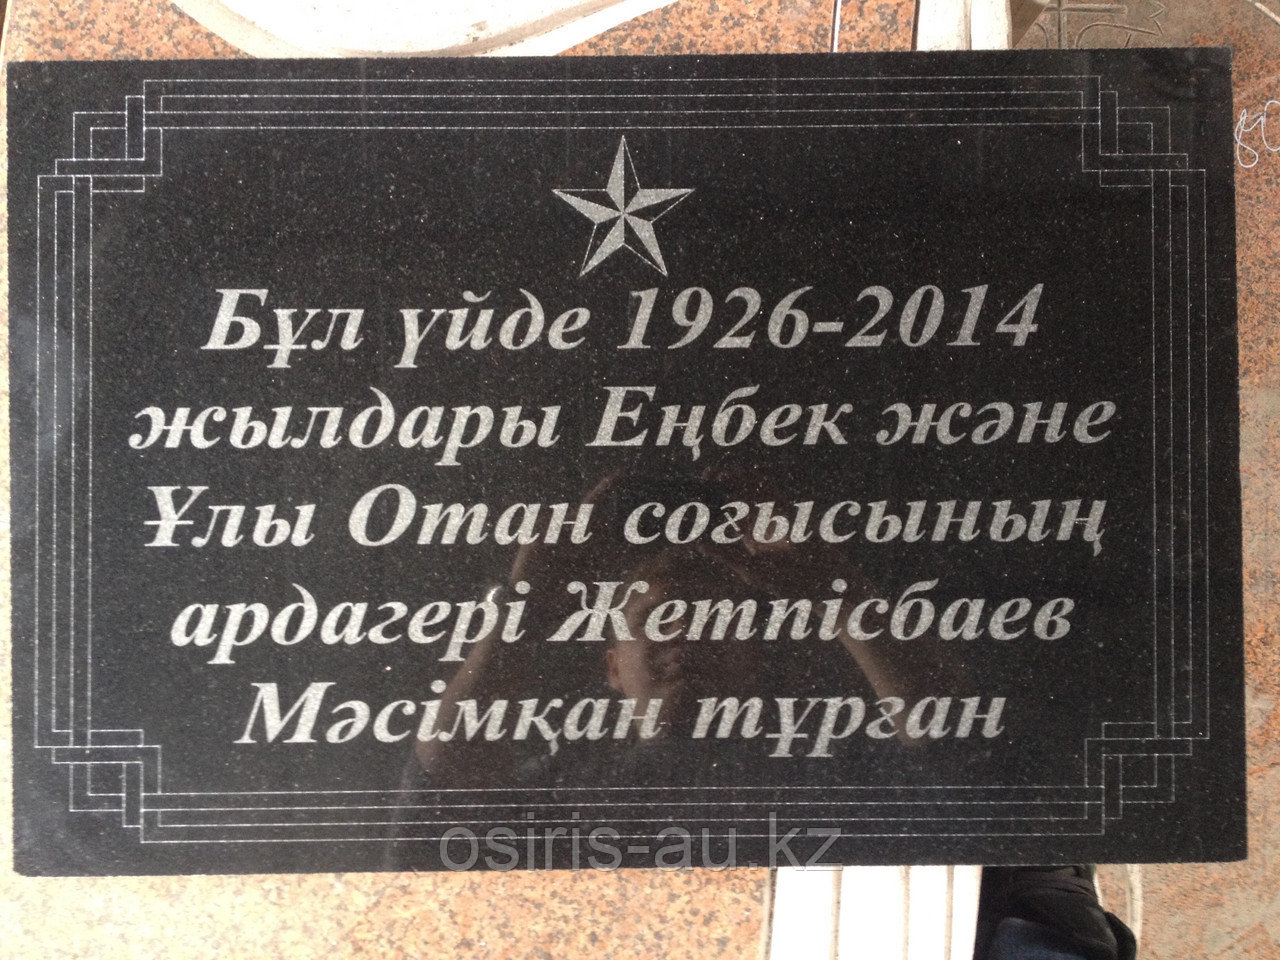 Бұл үйде 1926-2014
жылдары Еңбек және
Ұлы Отан соғысының
ардагері Жетпісбаев
Мәсімқан тұрған
osiris-au.kz